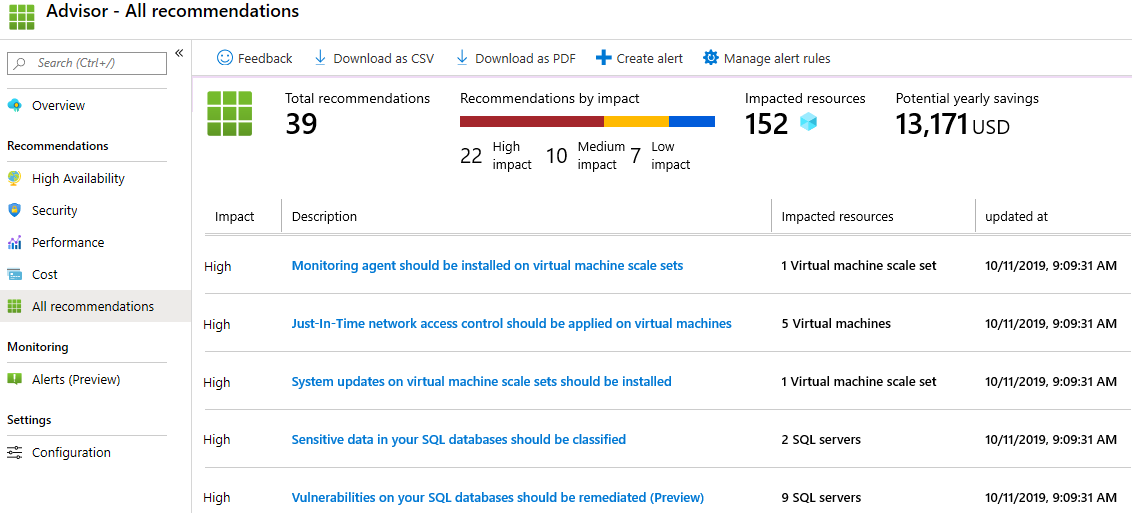 Advisor - All recommendations
Search (Ctrl+/)
«
Overview
Recommendations
High Availability
Security
Performance
Cost
All recommendations
Monitoring
Alerts (Preview)
Settings
Configuration
Feedback Download as CSV Download as PDF Create alert Manage alert rules
Total recommendations
39
Recommendations by impact
22 High impact 10 Medium impact 7 Low impact
Impacted resources
152
Potential yearly savings
13,171 USD
Impact Description Impacted resources updated at
High Monitoring agent should be installed on virtual machine scale sets 1 Virtual machine scale set 10/11/2019, 9:09:31 AM
High Just-In-Time network access control should be applied on virtual machines 5 Virtual machines 10/11/2019, 9:09:31 AM
High System updates on virtual machine scale sets should be installed 1 Virtual machine scale set 10/11/2019, 9:09:31 AM
High Sensitive data in your SQL databases should be classified 2 SQL servers 10/11/2019, 9:09:31 AM
High Vulnerabilities on your SQL databases should be remediated (Preview) 9 SQL servers 10/11/2019, 9:09:31 AM